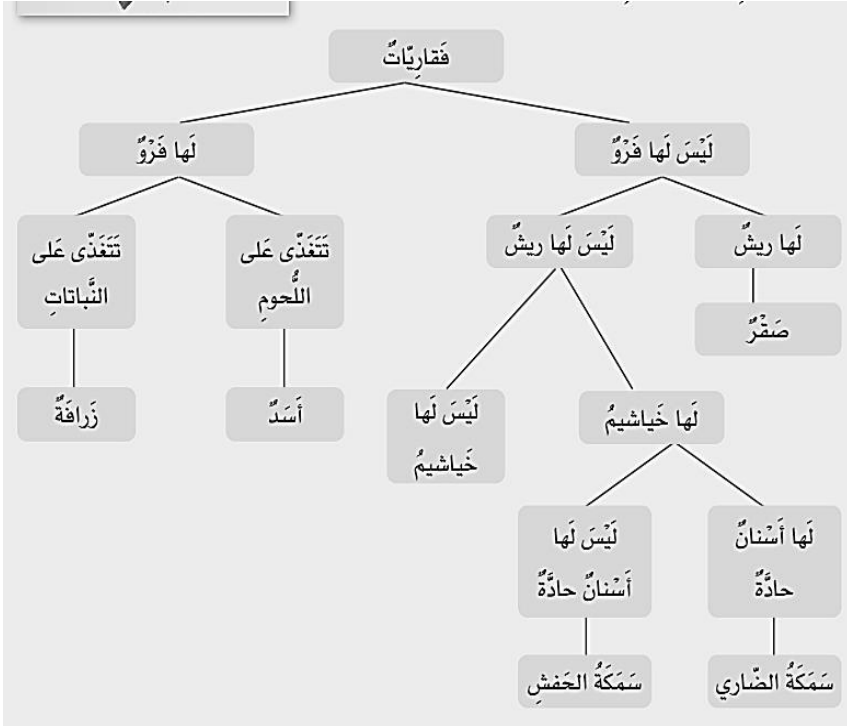 فَقارِيّاتٌ
لَيْسَ لَها فَرْوٌ
لَها فَرْوٌ
لَها ريشٌ
لَيْسَ لَها ريشٌ
تَتَغَذّى عَلى
اللُّحومِ
تَتَغَذّى عَلى
النَّباتاتِ
صَقْرٌ
لَها خَياشيمُ
لَيْسَ لَها
خَياشيمُ
أَسَدٌ
زَرافَةٌ
لَها أَسْنانٌ
حادَّةٌ
لَيْسَ لَها
أَسْنانٌ حادَّةٌ
سَمَكَةُ الضّاري
سَمَكَةُ الحَفشِ